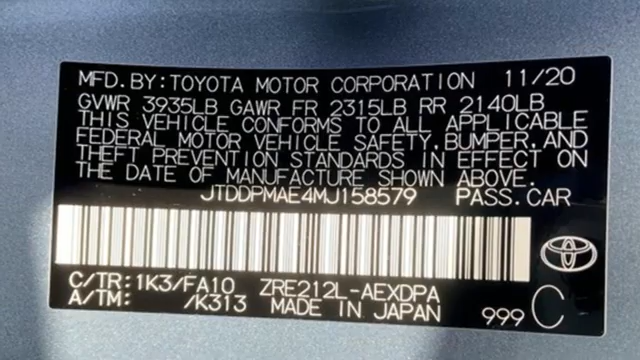 MFD.BY:TOYOTA MOTOR CORPORATION 11/20
GVWR 3935LB GAWR FR 2315LB RR 2140LB
THIS VEHICLE CONFORMS TO ALL APPLICABLE
FEDERAL MOTOR VEHICLE SAFETY,BUMPER,AND
THEFT PREVENTION STANDARDS IN EFFECT ON
THE DATE OF MANUFACTURE SHOWN ABOVE.
JTDDPMAE4MJ158579 PASS.CAR
C/TR:1K3/FA10 ZRE212L-AEXDPA
A/TM: /K313 MADE IN JAPAN 999 C